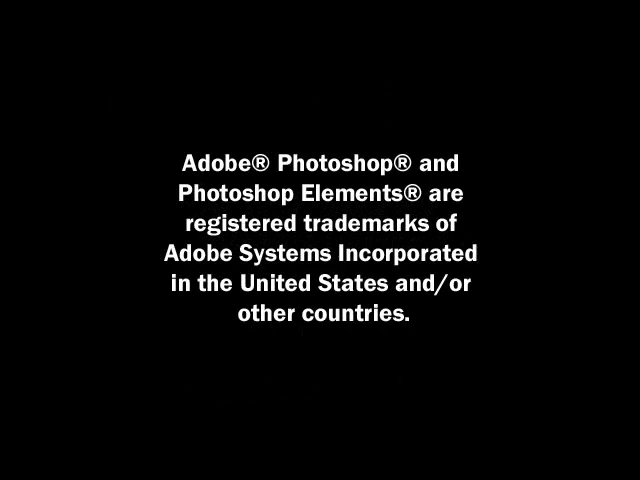 Adobe® Photoshop® and
Photoshop Elements® are
registered trademarks of
Adobe Systems Incorporated
in the United States and/or
other countries.